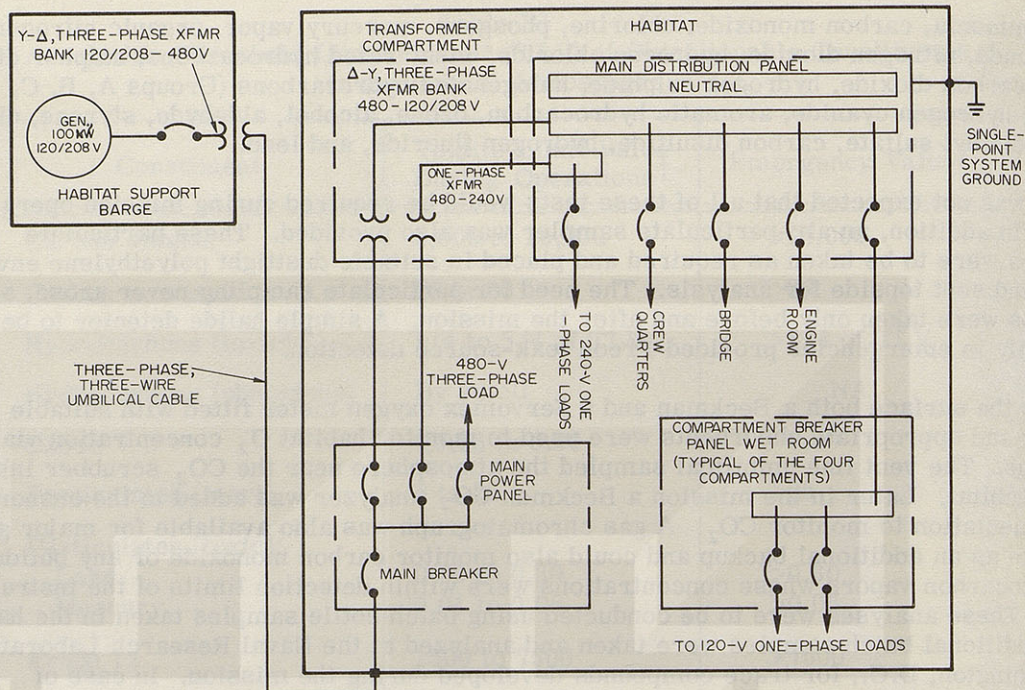 Y-Δ, THREE-PHASE XFMR
BANK 120/208-480V
GEN.
100 KW
120/208V
HABITAT SUPPORT
BARGE
TRANSFORMER
COMPARTMENT
Δ-Y, THREE-PHASE
XFMR BANK
480-120/208 V
ONE-PHASE
XFMR
480-240V
HABITAT
MAIN DISTRIBUTION PANEL
NEUTRAL
SINGLE-
POINT
SYSTEM
GROUND
TO 240-V ONE
-PHASE LOADS
CREW
QUARTERS
BRIDGE
ENGINE
ROOM
THREE-PHASE,
THREE-WIRE
UMBILICAL CABLE
480-V
THREE-PHASE
LOAD
MAIN
POWER
PANEL
MAIN BREAKER
COMPARTMENT BREAKER
PANEL WET ROOM
(TYPICAL OF THE FOUR
COMPARTMENTS)
TO 120-V ONE-PHASE LOADS